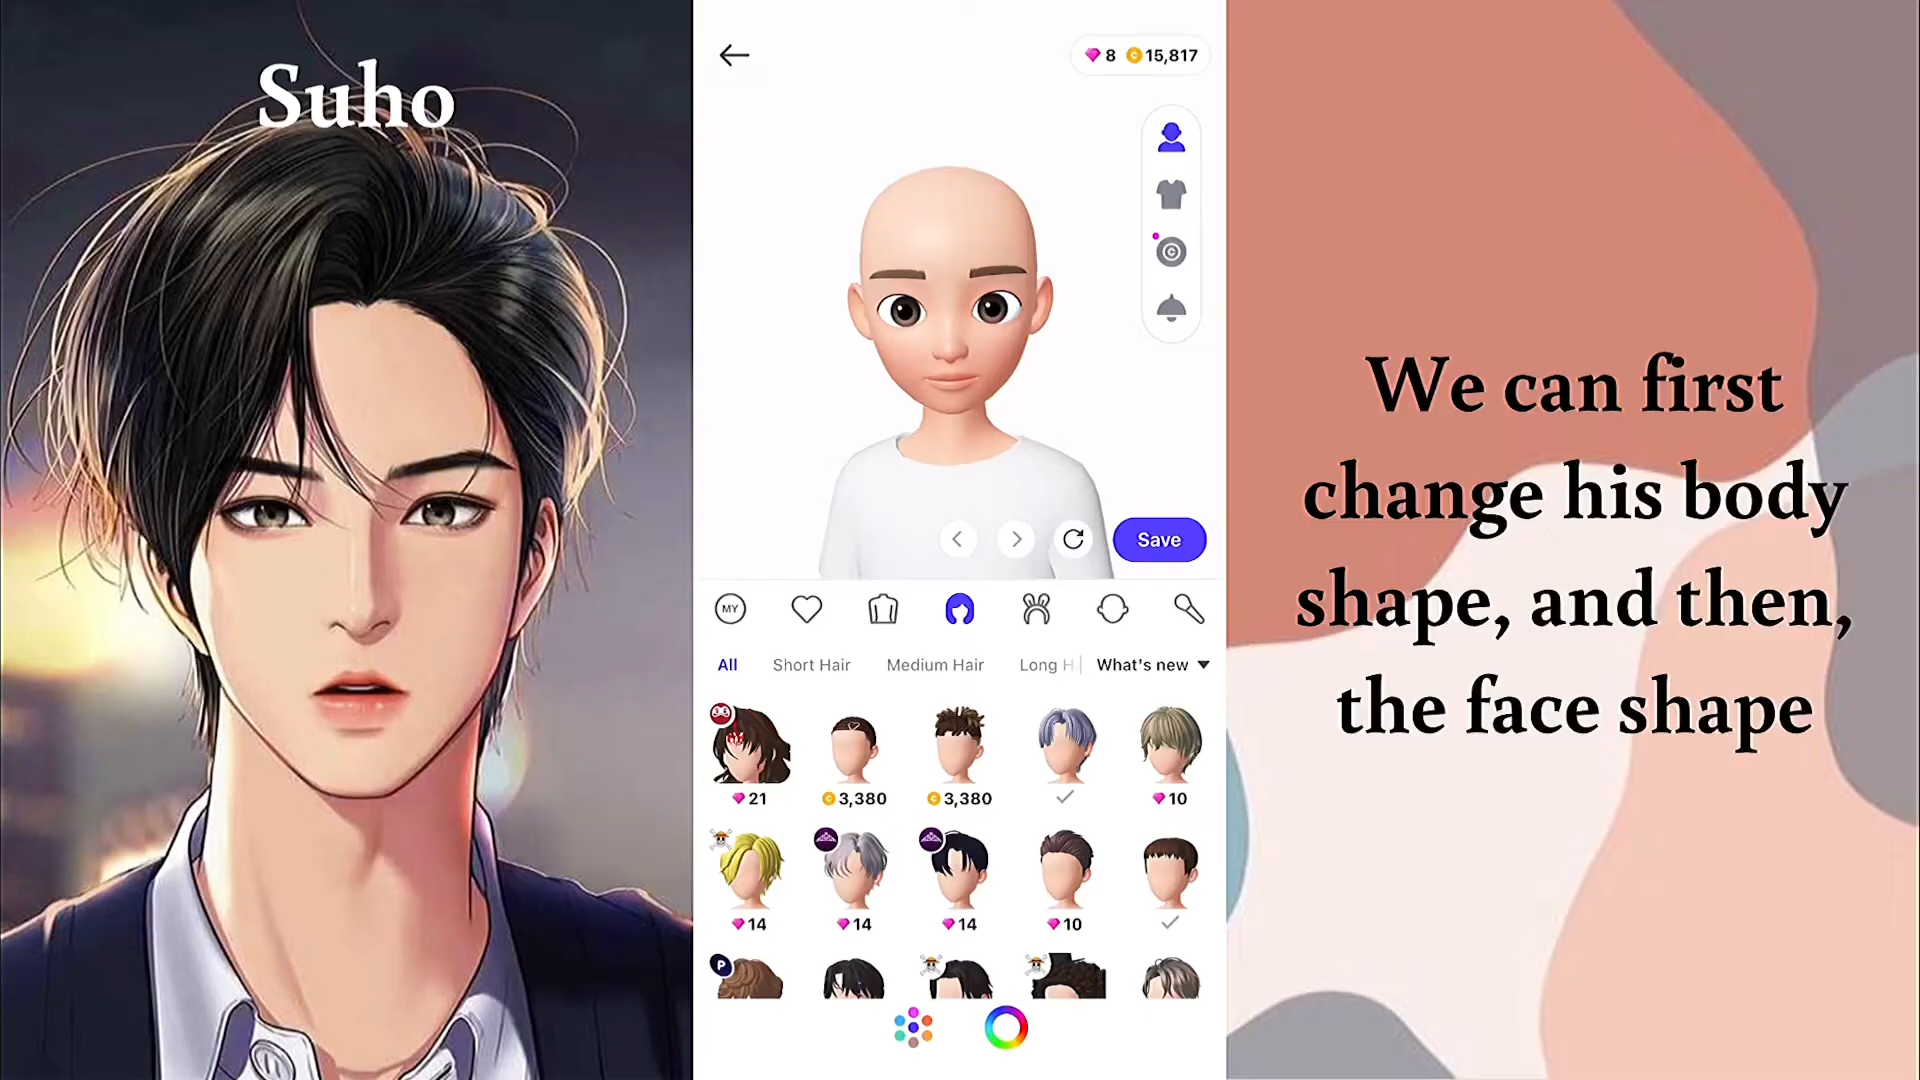 Suho
8 15,817
Save
MY
All Short Hair Medium Hair Long H What's new
21 3,380 3,380 10
14 14 14 10
P
We can first
change his body
shape, and then,
the face shape